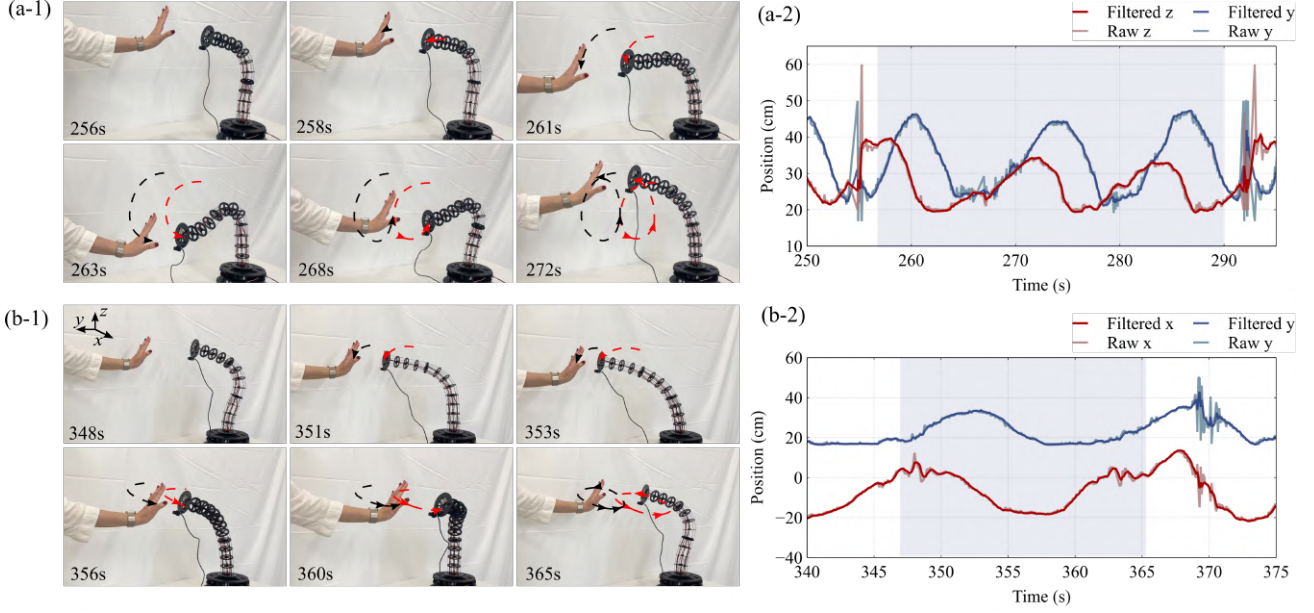 (a-1)
256s
258s
261s
263s
268s
272s
(a-2)
Filtered z
Filtered y
Raw z
Raw y
Position (cm)
60
50
40
30
20
10
250
260
270
280
290
Time (s)
(b-1)
z
y
x
348s
351s
353s
356s
360s
365s
(b-2)
Filtered x
Filtered y
Raw x
Raw y
Position (cm)
60
40
20
0
−20
−40
340
345
350
355
360
365
370
375
Time (s)